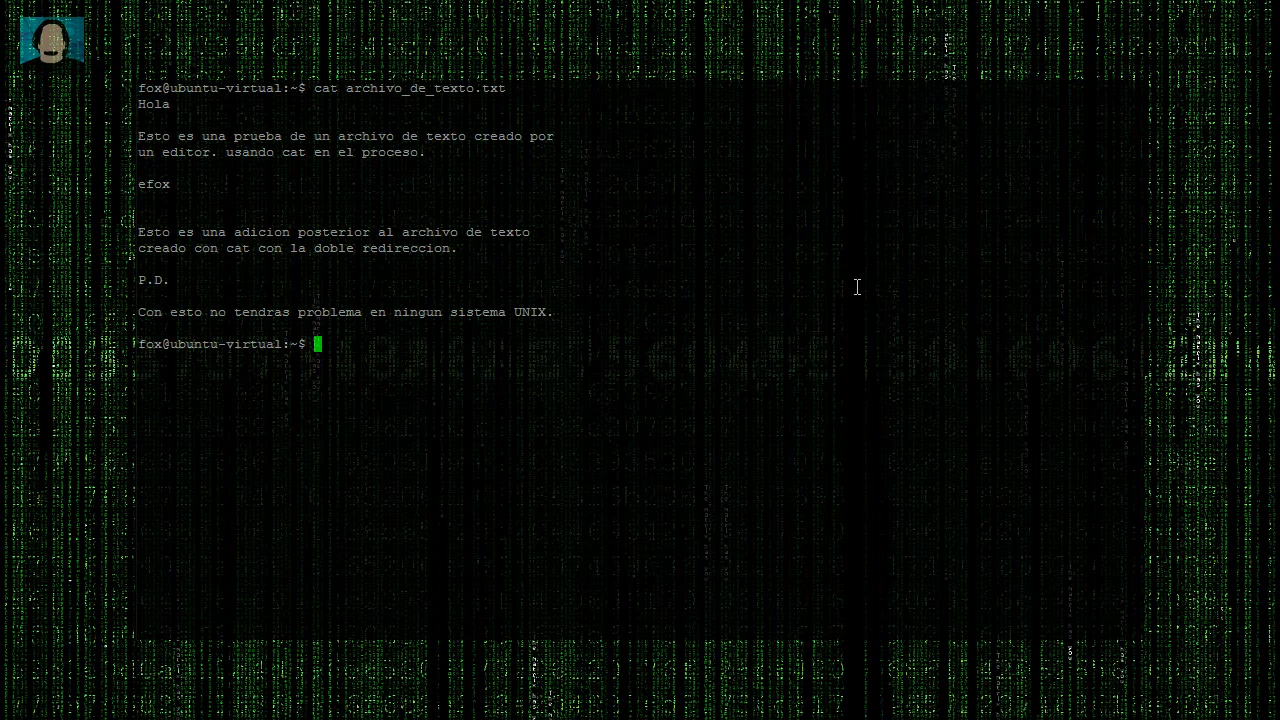 fox@ubuntu-virtual:~$ cat archivo_de_texto.txt
Hola
Esto es una prueba de un archivo de texto creado por
un editor. usando cat en el proceso.
efox
Esto es una adicion posterior al archivo de texto
creado con cat con la doble redireccion.
P.D.
Con esto no tendras problema en ningun sistema UNIX.
fox@ubuntu-virtual:~$